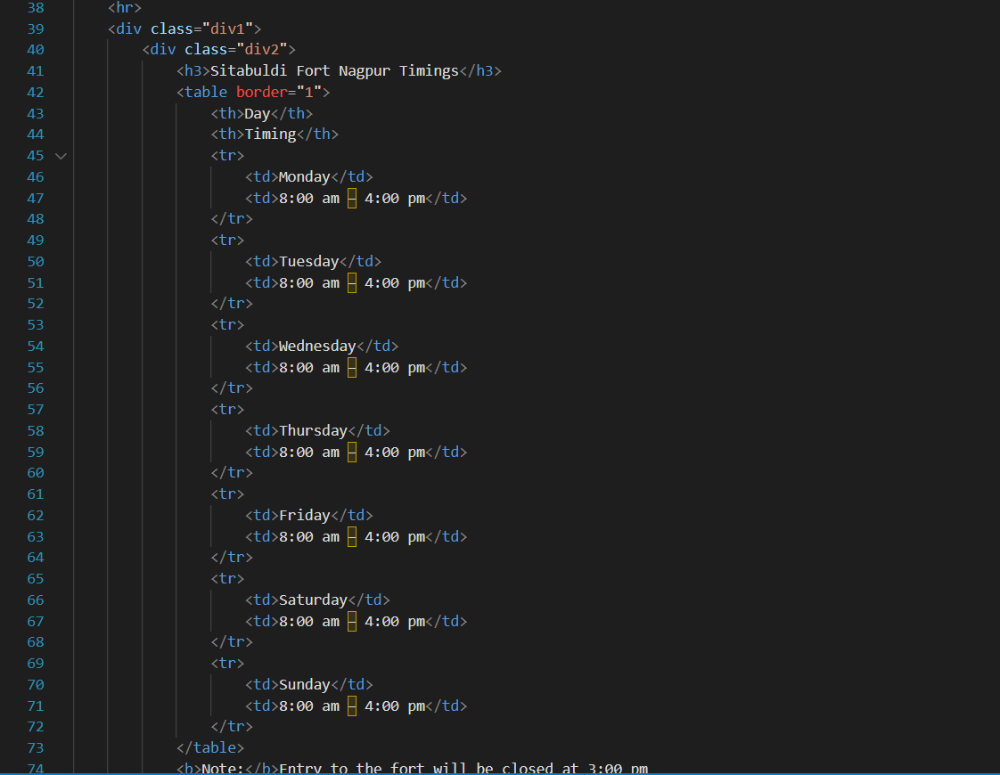 38 <hr>
39 <div class="div1">
40 <div class="div2">
41 <h3>Sitabuldi Fort Nagpur Timings</h3>
42 <table border="1">
43 <th>Day</th>
44 <th>Timing</th>
45 <tr>
46 <td>Monday</td>
47 <td>8:00 am – 4:00 pm</td>
48 </tr>
49 <tr>
50 <td>Tuesday</td>
51 <td>8:00 am – 4:00 pm</td>
52 </tr>
53 <tr>
54 <td>Wednesday</td>
55 <td>8:00 am – 4:00 pm</td>
56 </tr>
57 <tr>
58 <td>Thursday</td>
59 <td>8:00 am – 4:00 pm</td>
60 </tr>
61 <tr>
62 <td>Friday</td>
63 <td>8:00 am – 4:00 pm</td>
64 </tr>
65 <tr>
66 <td>Saturday</td>
67 <td>8:00 am – 4:00 pm</td>
68 </tr>
69 <tr>
70 <td>Sunday</td>
71 <td>8:00 am – 4:00 pm</td>
72 </tr>
73 </table>
74 <b>Note:</b>Entry to the fort will be closed at 3:00 pm